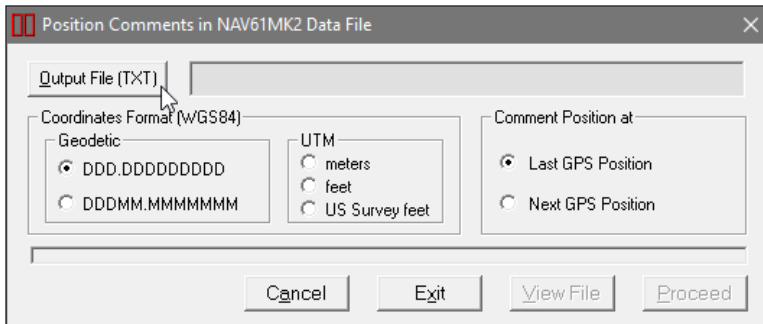 Position Comments in NAV61MK2 Data File
Output File (TXT)
Coordinates Format (WGS84)
Geodetic
DDD.DDDDDDDDD
DDDMM.MMMMMMM
UTM
meters
feet
US Survey feet
Comment Position at
Last GPS Position
Next GPS Position
Cancel
Exit
View File
Proceed